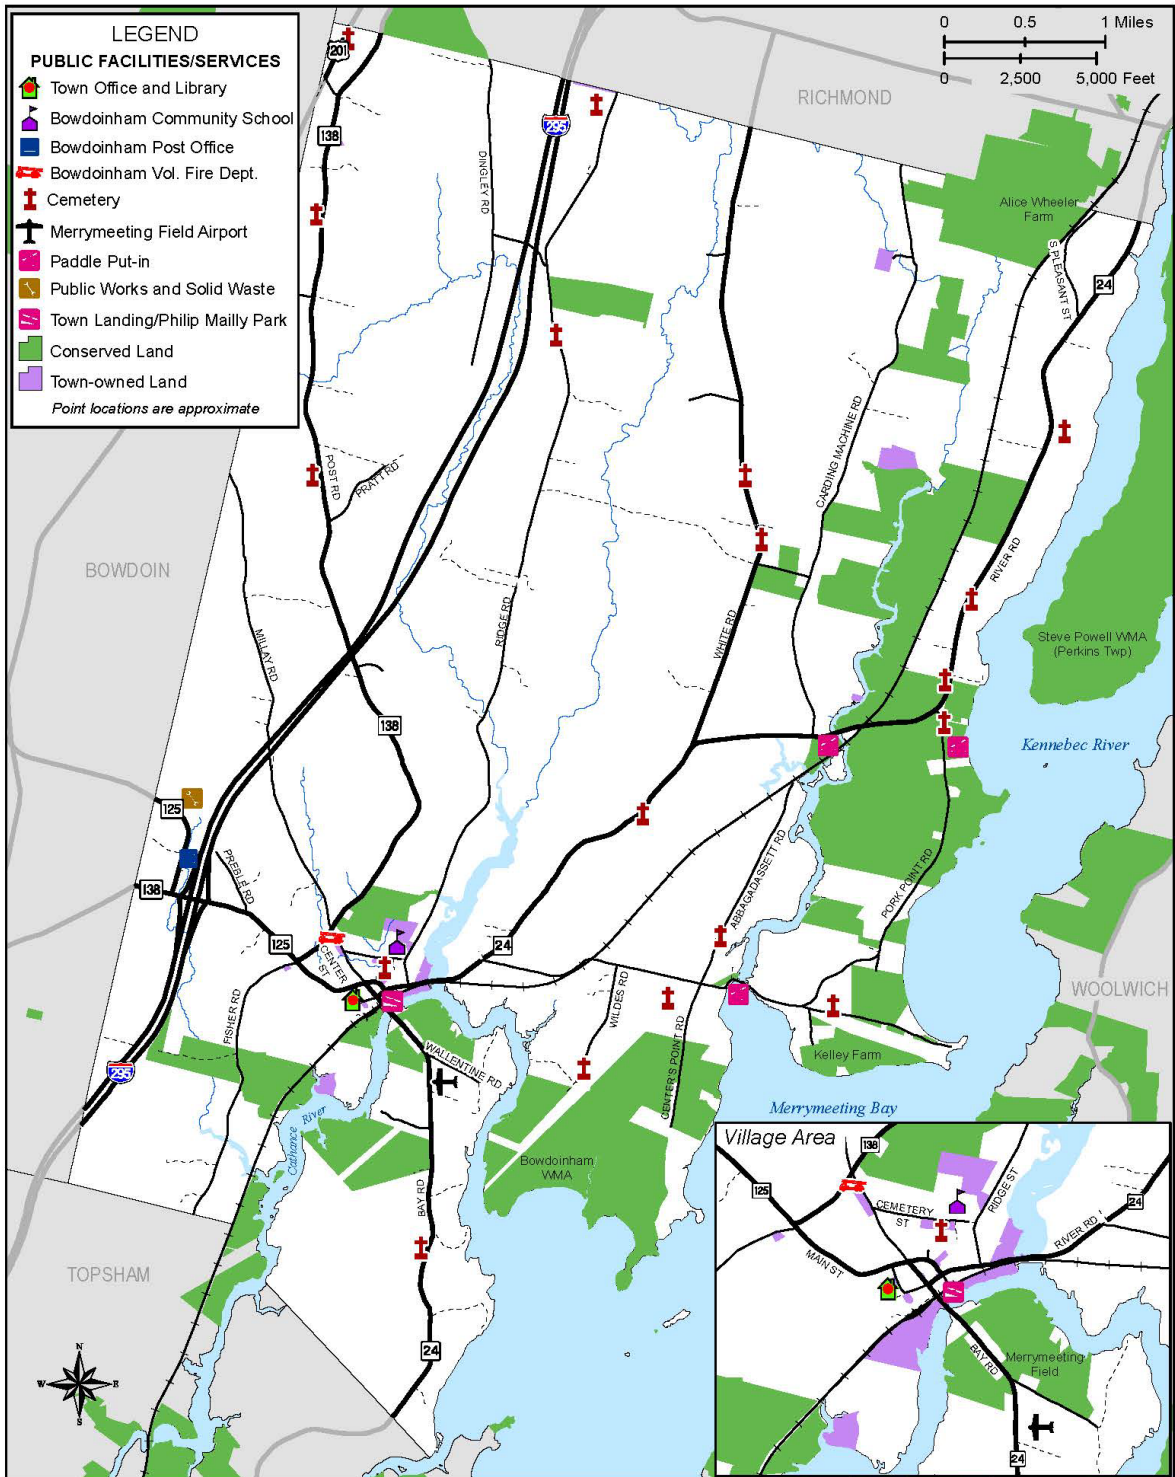 LEGEND
PUBLIC FACILITIES/SERVICES
Town Office and Library
Bowdoinham Community School
Bowdoinham Post Office
Bowdoinham Vol. Fire Dept.
Cemetery
Merrymeeting Field Airport
Paddle Put-in
Public Works and Solid Waste
Town Landing/Philip Mailly Park
Conserved Land
Town-owned Land
Point locations are approximate
0 0.5 1 Miles
0 2,500 5,000 Feet
RICHMOND
201
138
295
DINGLEY RD
Alice Wheeler
Farm
S PLEASANT ST
24
POST RD
PRATT RD
CARDING MACHINE RD
RIVER RD
BOWDOIN
MILLAY RD
RIDGE RD
WHITE RD
Steve Powell WMA
(Perkins Twp)
138
Kennebec River
125
138
PREBLE RD
125
CENTER
ST
24
ABBAGADASSETT RD
PORK POINT RD
FISHER RD
WILDES RD
CENTER'S POINT RD
WOOLWICH
WALLENTINE RD
Kelley Farm
295
Cathance River
Merrymeeting Bay
Bowdoinham
WMA
BAY RD
TOPSHAM
24
N
W E
S
Village Area
138
125
CEMETERY
ST
RIDGE ST
24
MAIN ST
RIVER RD
BAY RD
Merrymeeting
Field
24